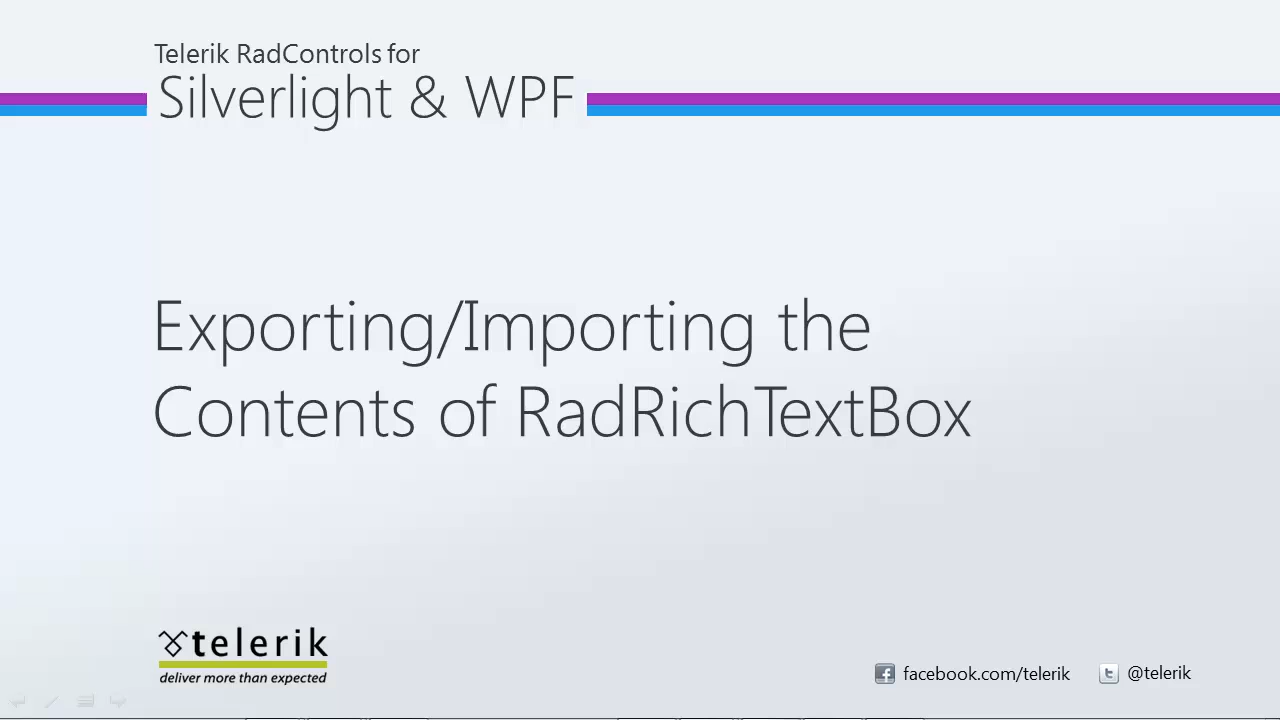 Telerik RadControls for
Silverlight & WPF
Exporting/Importing the
Contents of RadRichTextBox
telerik
deliver more than expected
facebook.com/telerik
@telerik